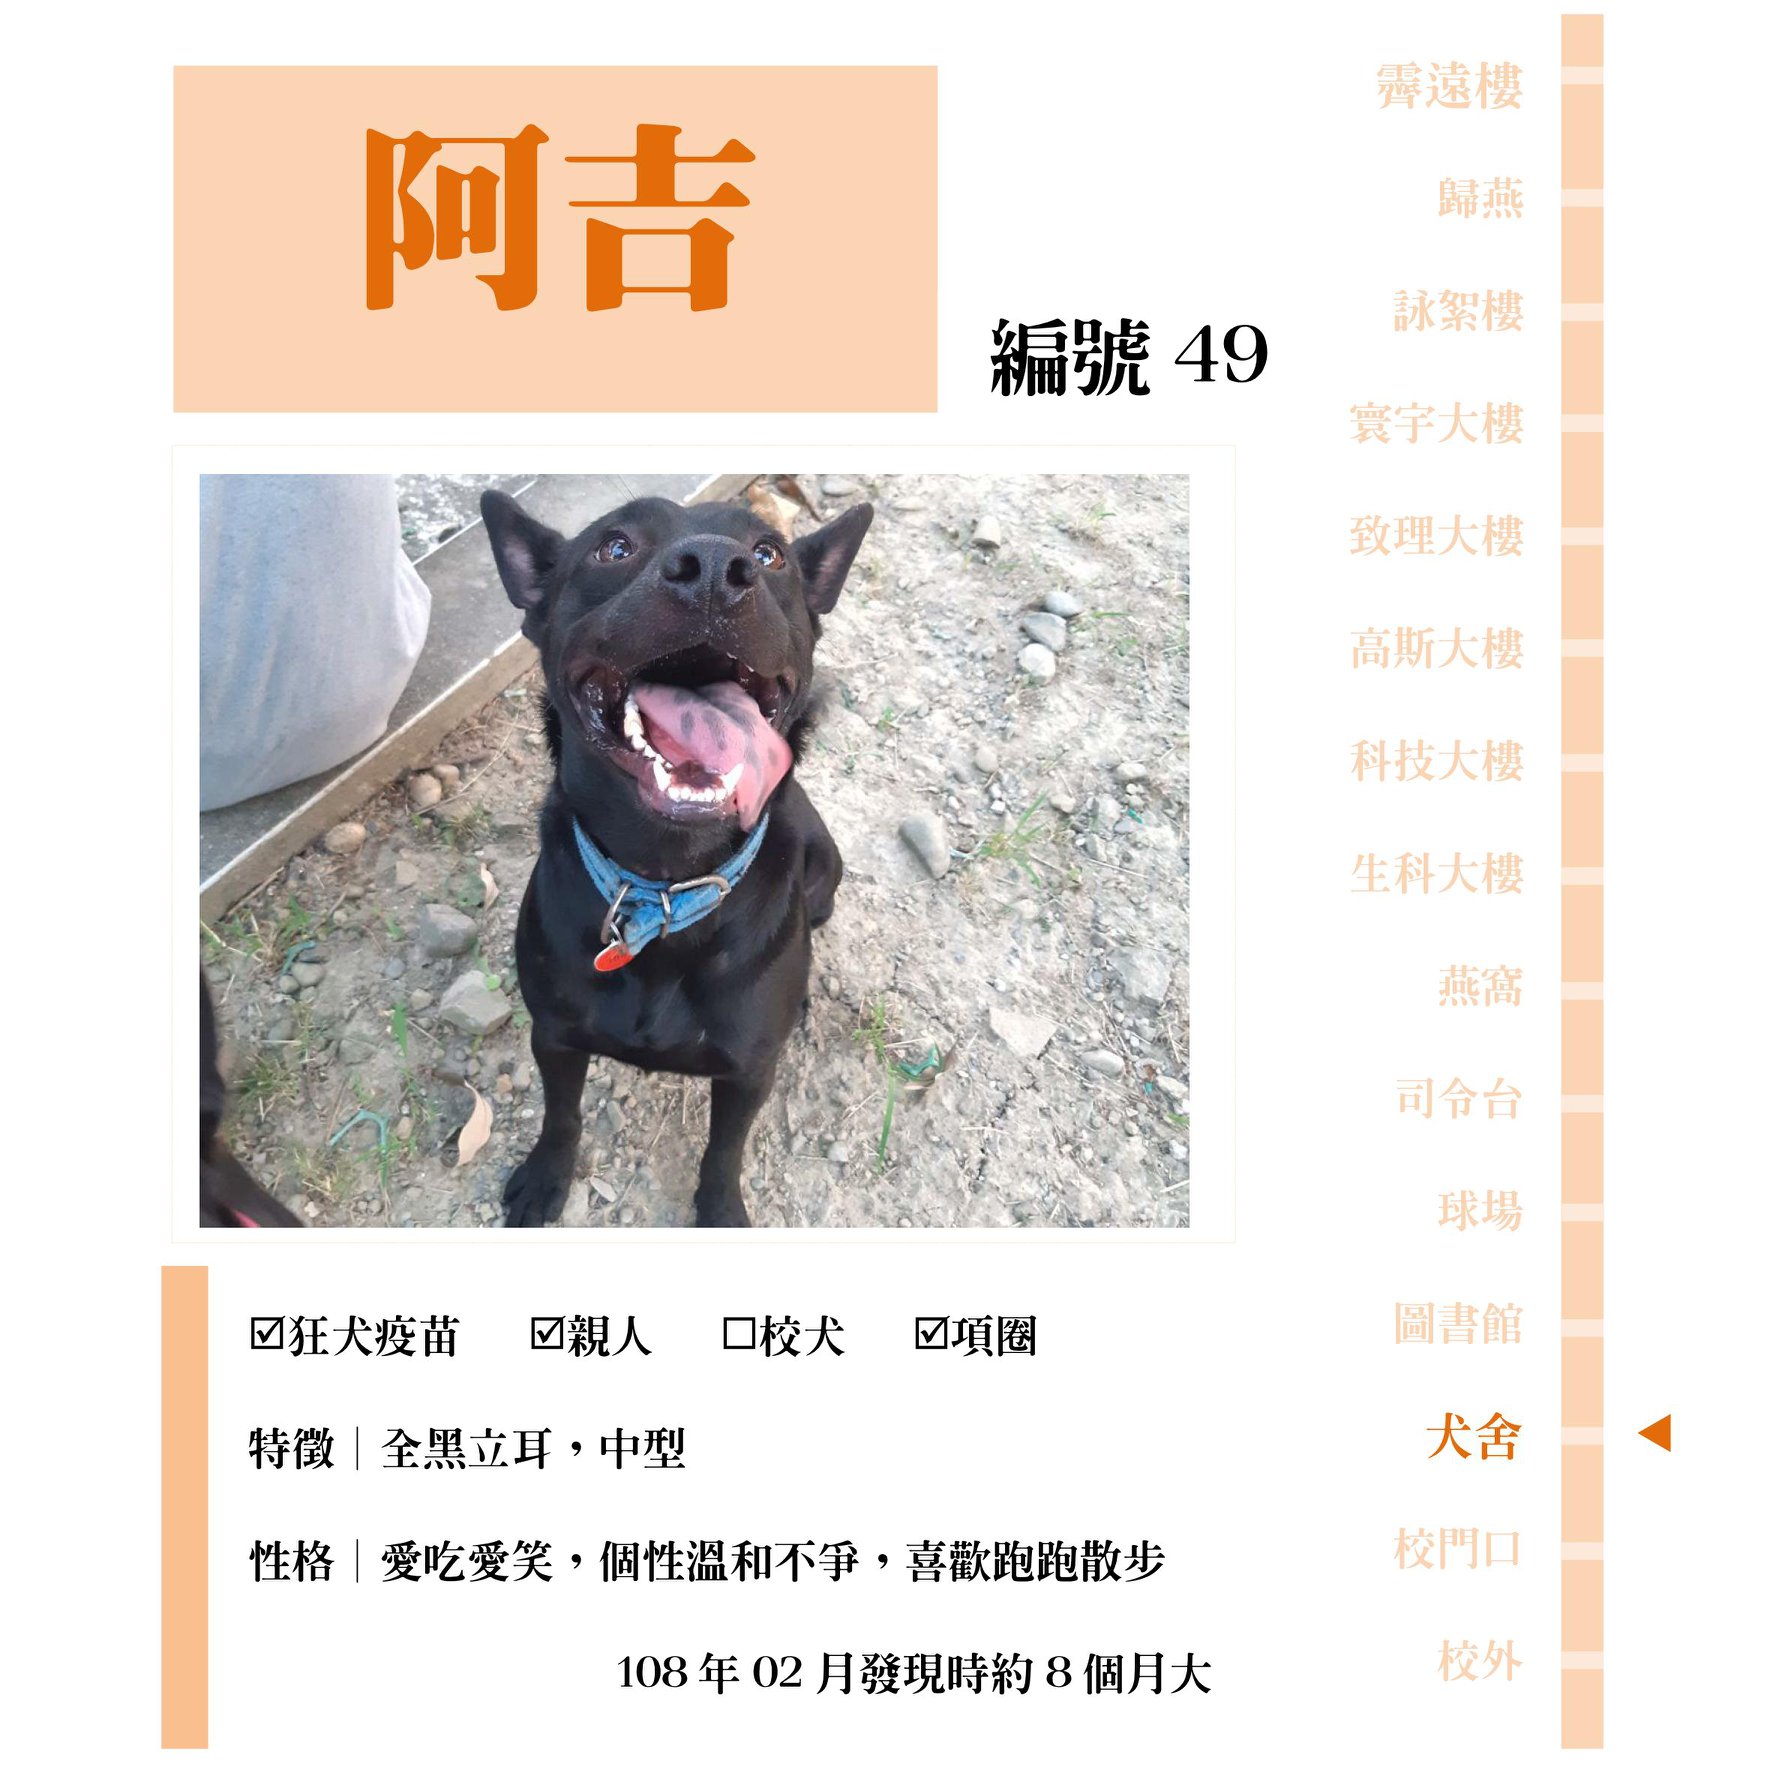 阿吉
編號 49
霽遠樓
歸燕
詠絮樓
寰宇大樓
致理大樓
高斯大樓
科技大樓
生科大樓
燕窩
司令台
球場
圖書館
犬舍
校門口
校外
☑狂犬疫苗 ☑親人 ☐校犬 ☑項圈
特徵｜全黑立耳，中型
性格｜愛吃愛笑，個性溫和不爭，喜歡跑跑散步
108 年 02 月發現時約 8 個月大